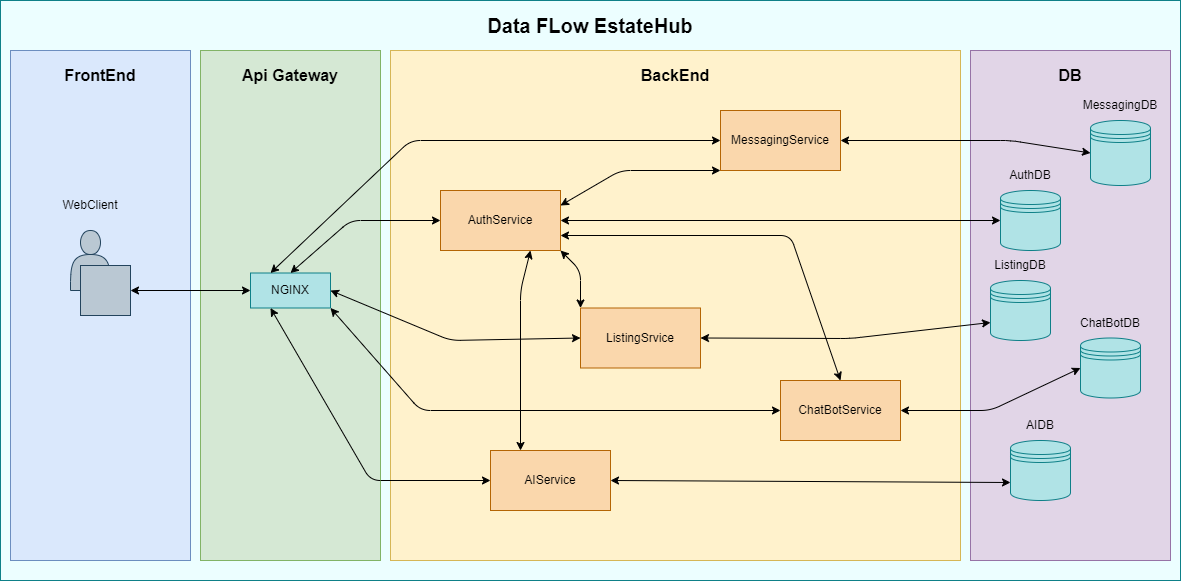 Data FLow EstateHub
FrontEnd
Api Gateway
BackEnd
DB
MessagingDB
MessagingService
AuthDB
WebClient
AuthService
ListingDB
NGINX
ChatBotDB
ListingSrvice
ChatBotService
AIDB
AIService